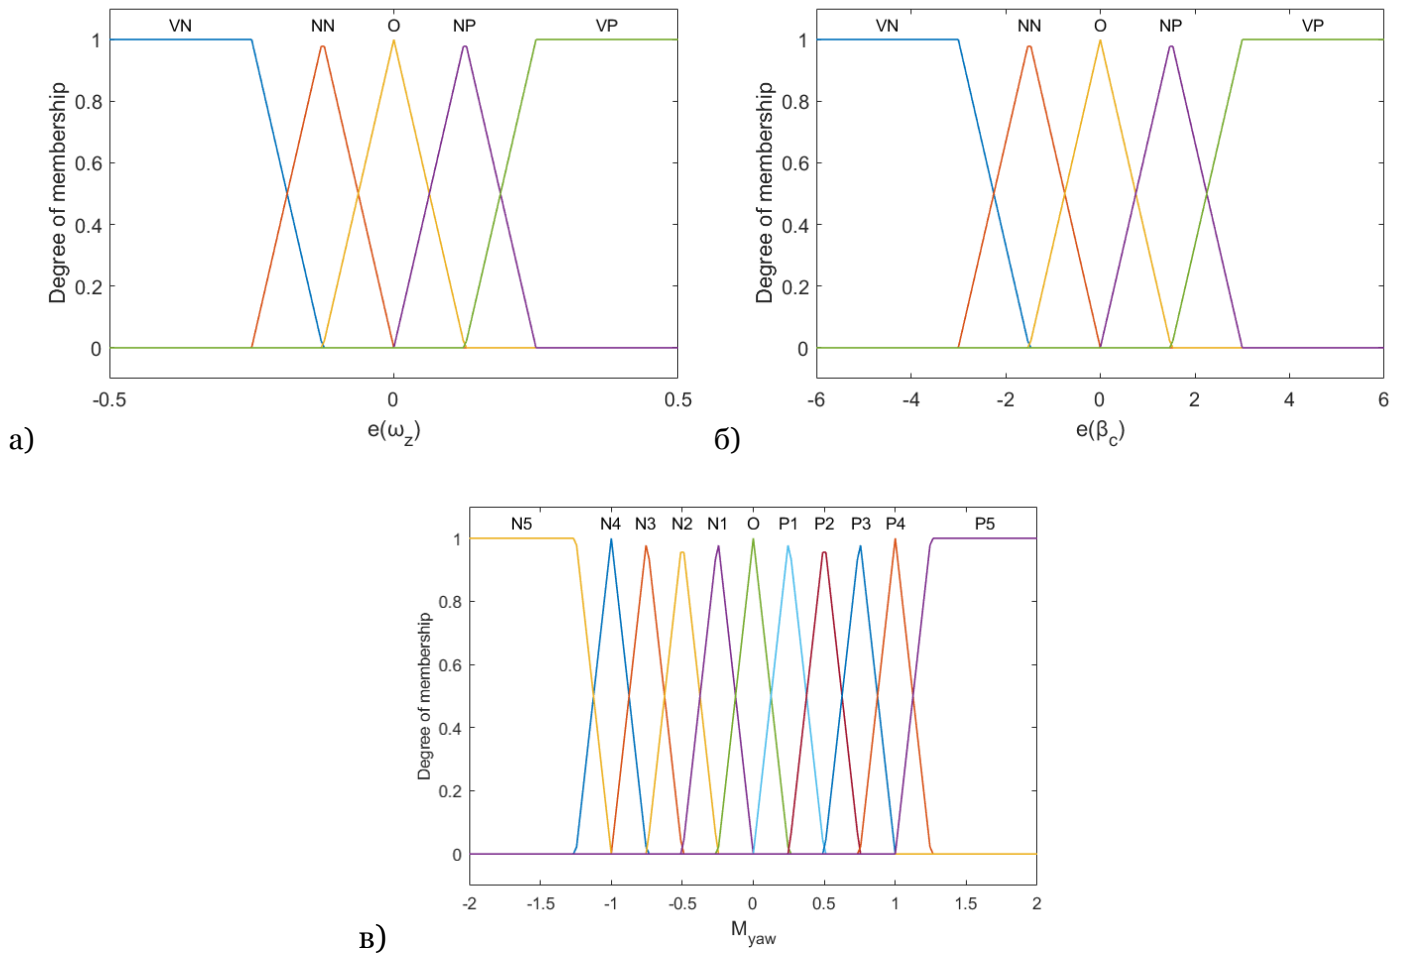 VN NN O NP VP
1
0.8
0.6
0.4
0.2
0
Degree of membership
-0.5 0 0.5
e(ω_z)
а)
VN NN O NP VP
1
0.8
0.6
0.4
0.2
0
Degree of membership
-6 -4 -2 0 2 4 6
e(β_c)
б)
N5 N4 N3 N2 N1 O P1 P2 P3 P4 P5
1
0.8
0.6
0.4
0.2
0
Degree of membership
-2 -1.5 -1 -0.5 0 0.5 1 1.5 2
M_yaw
в)